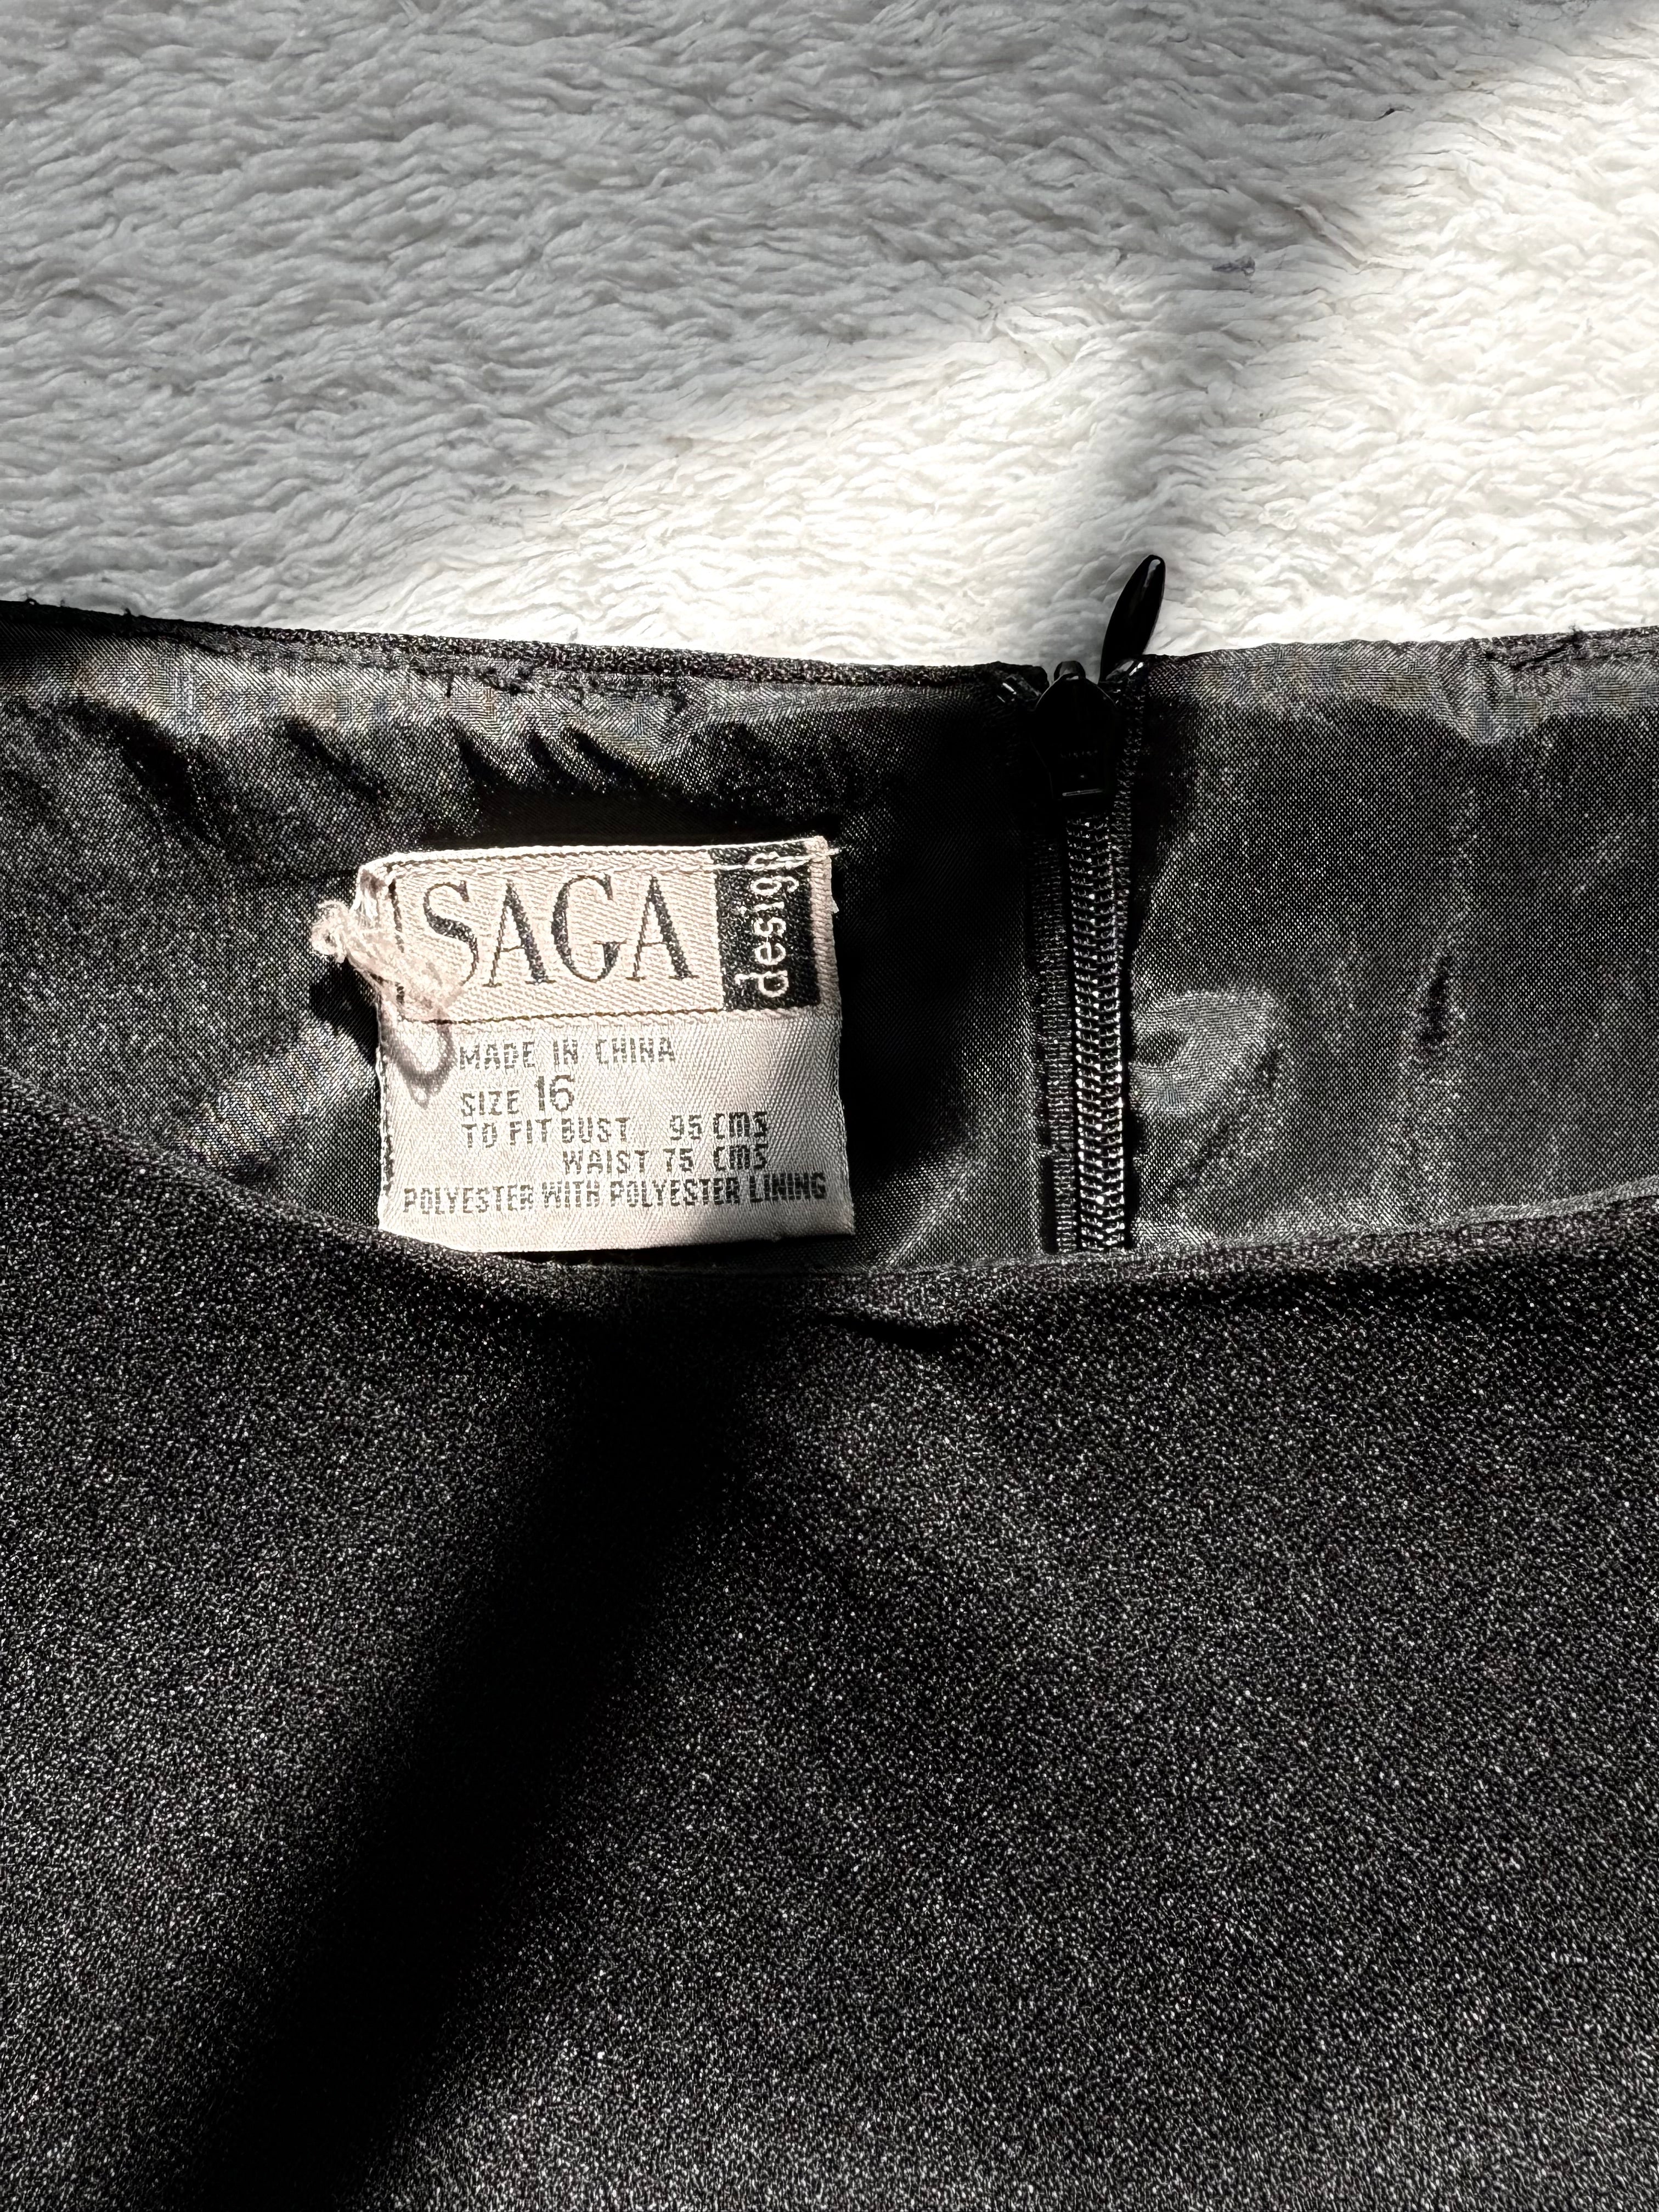 SAGA design
MADE IN CHINA
SIZE 16
TO FIT BUST 95 CMS
WAIST 75 CMS
POLYESTER WITH POLYESTER LINING